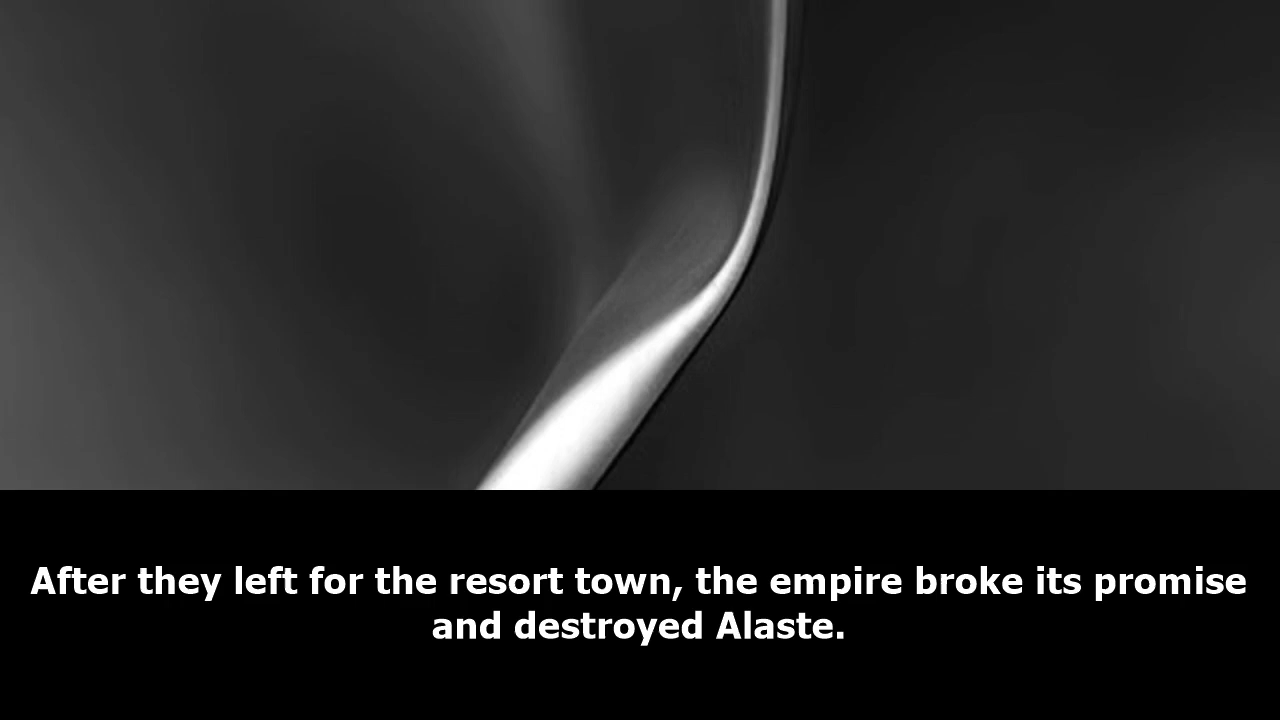 After they left for the resort town, the empire broke its promise
and destroyed Alaste.